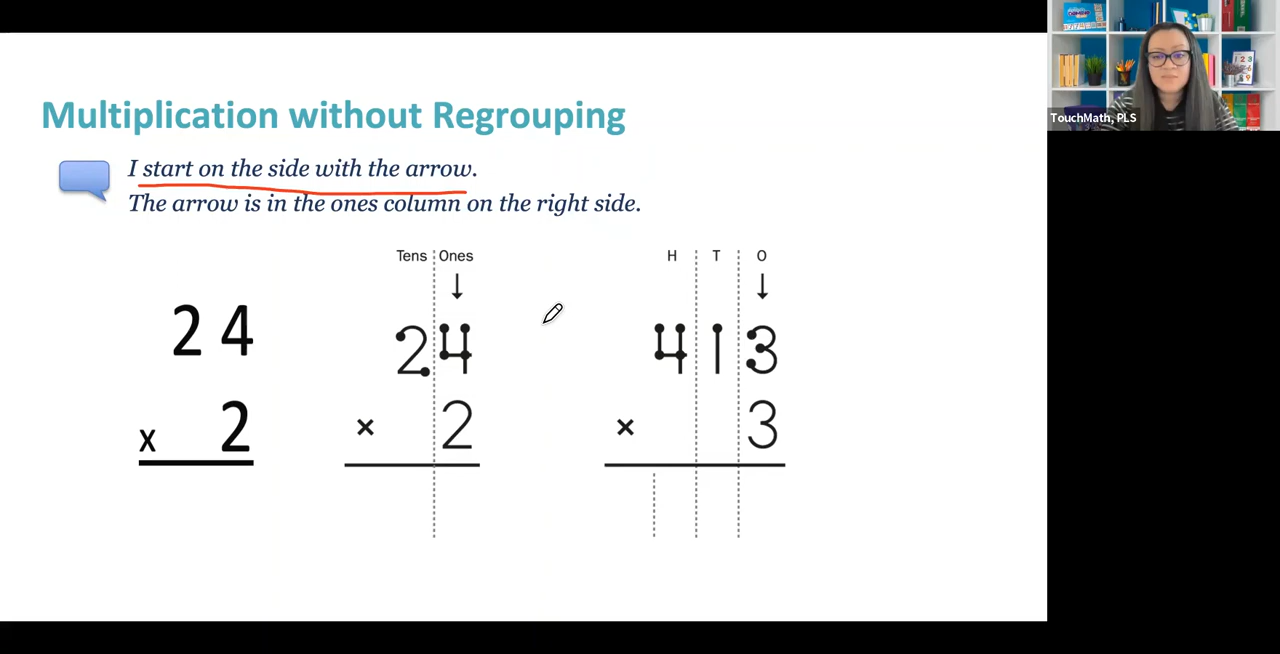 Multiplication without Regrouping
I start on the side with the arrow.
The arrow is in the ones column on the right side.
TouchMath, PLS
24
x 2
Tens Ones
24
× 2
H T O
413
× 3